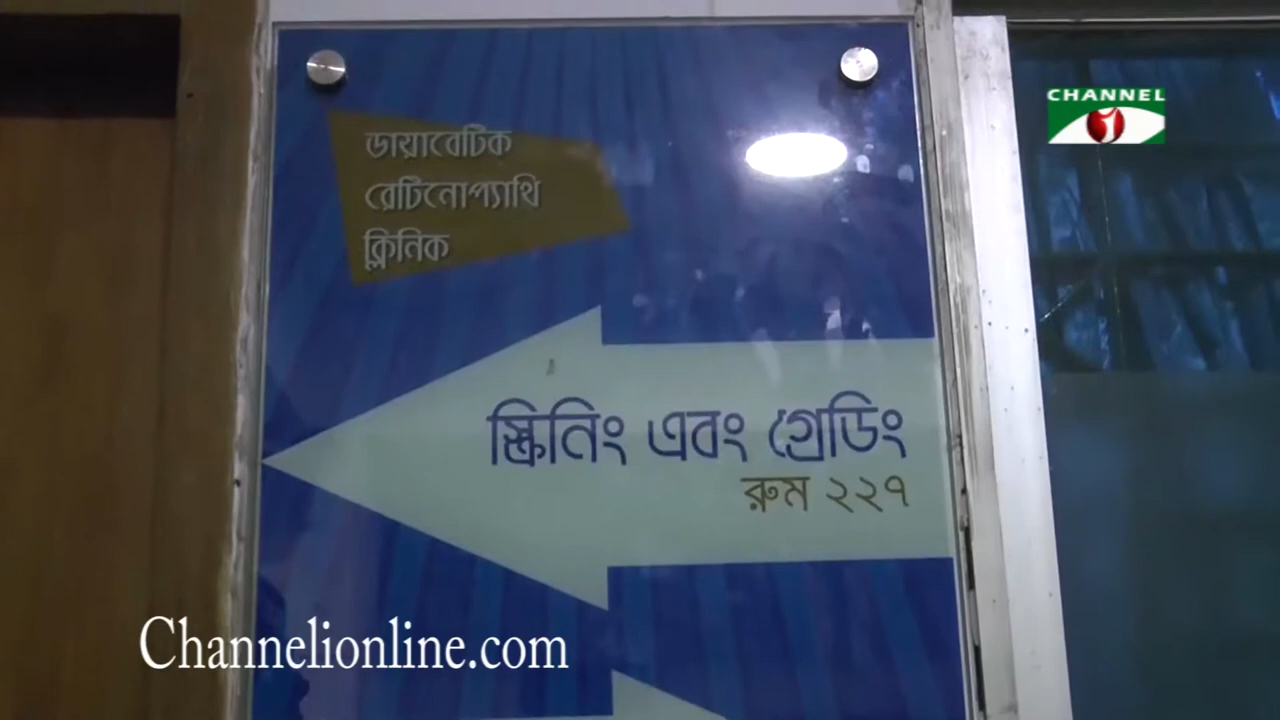 CHANNEL
ডায়াবেটিক
রেটিনোপ্যাথি
ক্লিনিক
স্ক্রিনিং এবং গ্রেডিং
রুম ২২৭
Channelionline.com